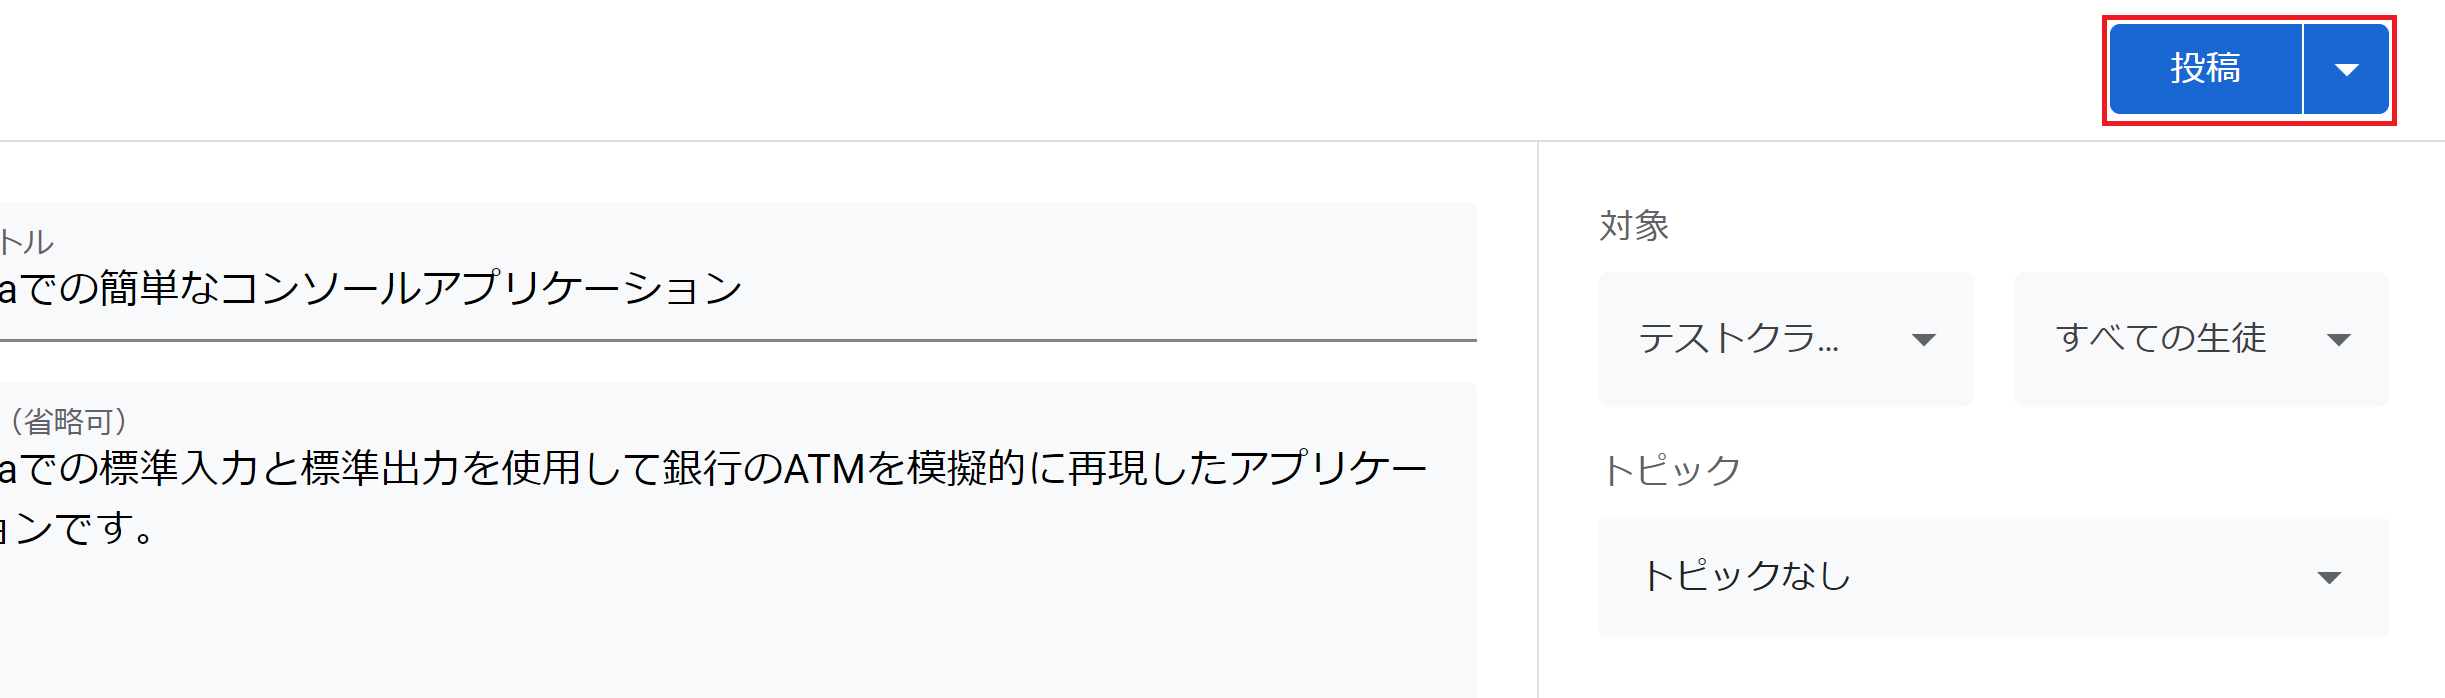 投稿
トル
aでの簡単なコンソールアプリケーション
（省略可）
aでの標準入力と標準出力を使用して銀行のATMを模擬的に再現したアプリケー
ョンです。
対象
テストクラ...
すべての生徒
トピック
トピックなし